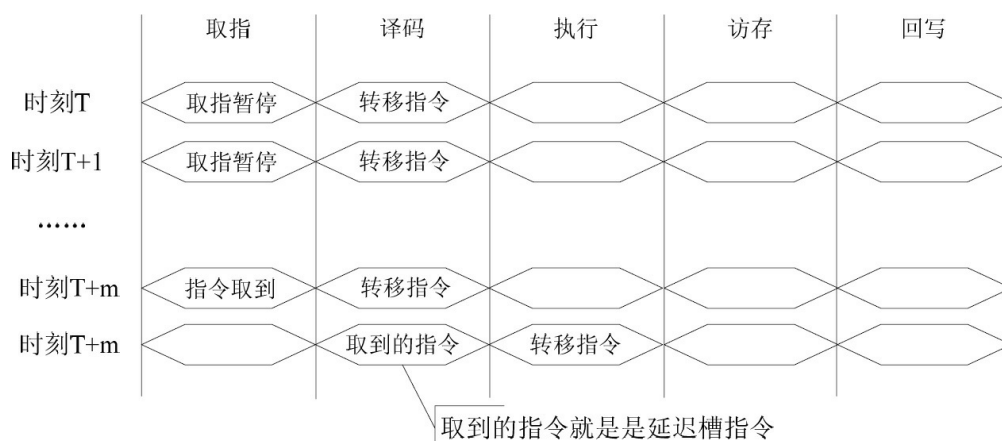 取指 译码 执行 访存 回写
时刻T 取指暂停 转移指令
时刻T+1 取指暂停 转移指令
……
时刻T+m 指令取到 转移指令
时刻T+m 取到的指令 转移指令
取到的指令就是是延迟槽指令